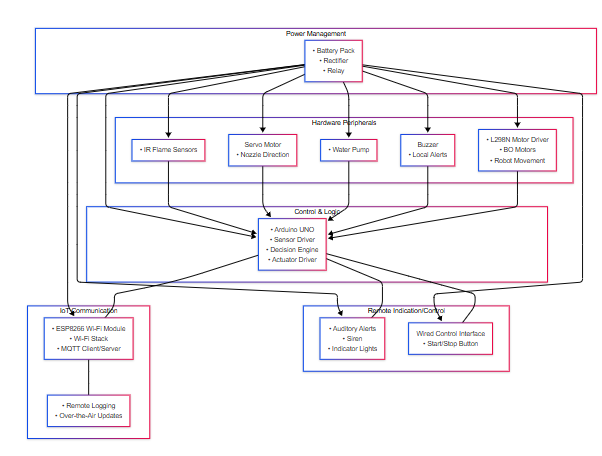 Power Management
• Battery Pack
• Rectifier
• Relay
Hardware Peripherals
• IR Flame Sensors
Servo Motor
• Nozzle Direction
• Water Pump
Buzzer
• Local Alerts
• L298N Motor Driver
• BO Motors
• Robot Movement
Control & Logic
• Arduino UNO
• Sensor Driver
• Decision Engine
• Actuator Driver
IoT Communication
• ESP8266 Wi-Fi Module
• Wi-Fi Stack
• MQTT Client/Server
• Remote Logging
• Over-the-Air Updates
Remote Indication/Control
• Auditory Alerts
• Siren
• Indicator Lights
Wired Control Interface
• Start/Stop Button